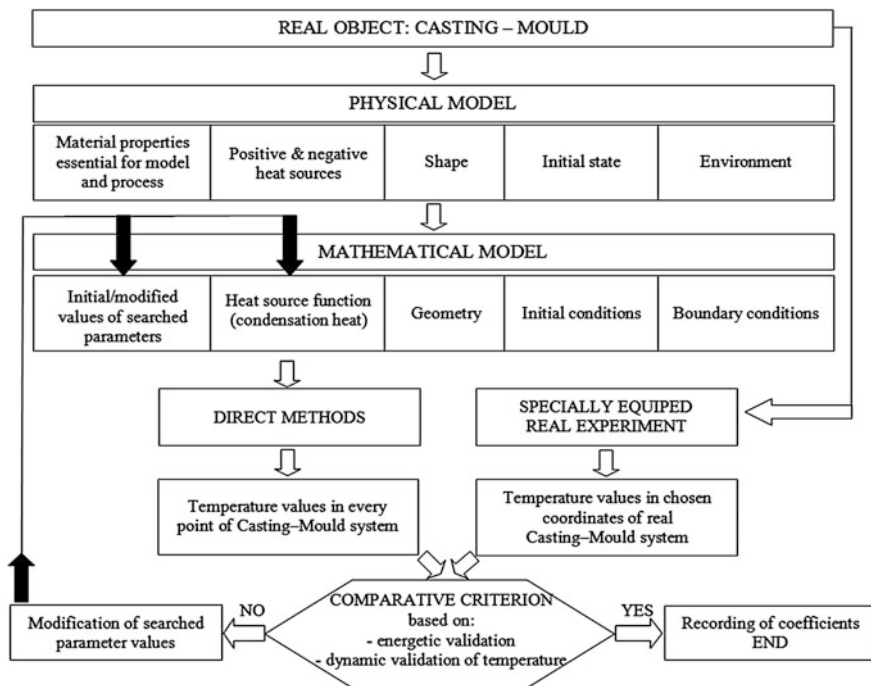 REAL OBJECT: CASTING – MOULD
PHYSICAL MODEL
Material properties
essential for model
and process
Positive & negative
heat sources
Shape
Initial state
Environment
MATHEMATICAL MODEL
Initial/modified
values of searched
parameters
Heat source function
(condensation heat)
Geometry
Initial conditions
Boundary conditions
DIRECT METHODS
SPECIALLY EQUIPED
REAL EXPERIMENT
Temperature values in every
point of Casting–Mould system
Temperature values in chosen
coordinates of real
Casting–Mould system
COMPARATIVE CRITERION
based on:
- energetic validation
- dynamic validation of temperature
NO
Modification of searched
parameter values
YES
Recording of coefficients
END